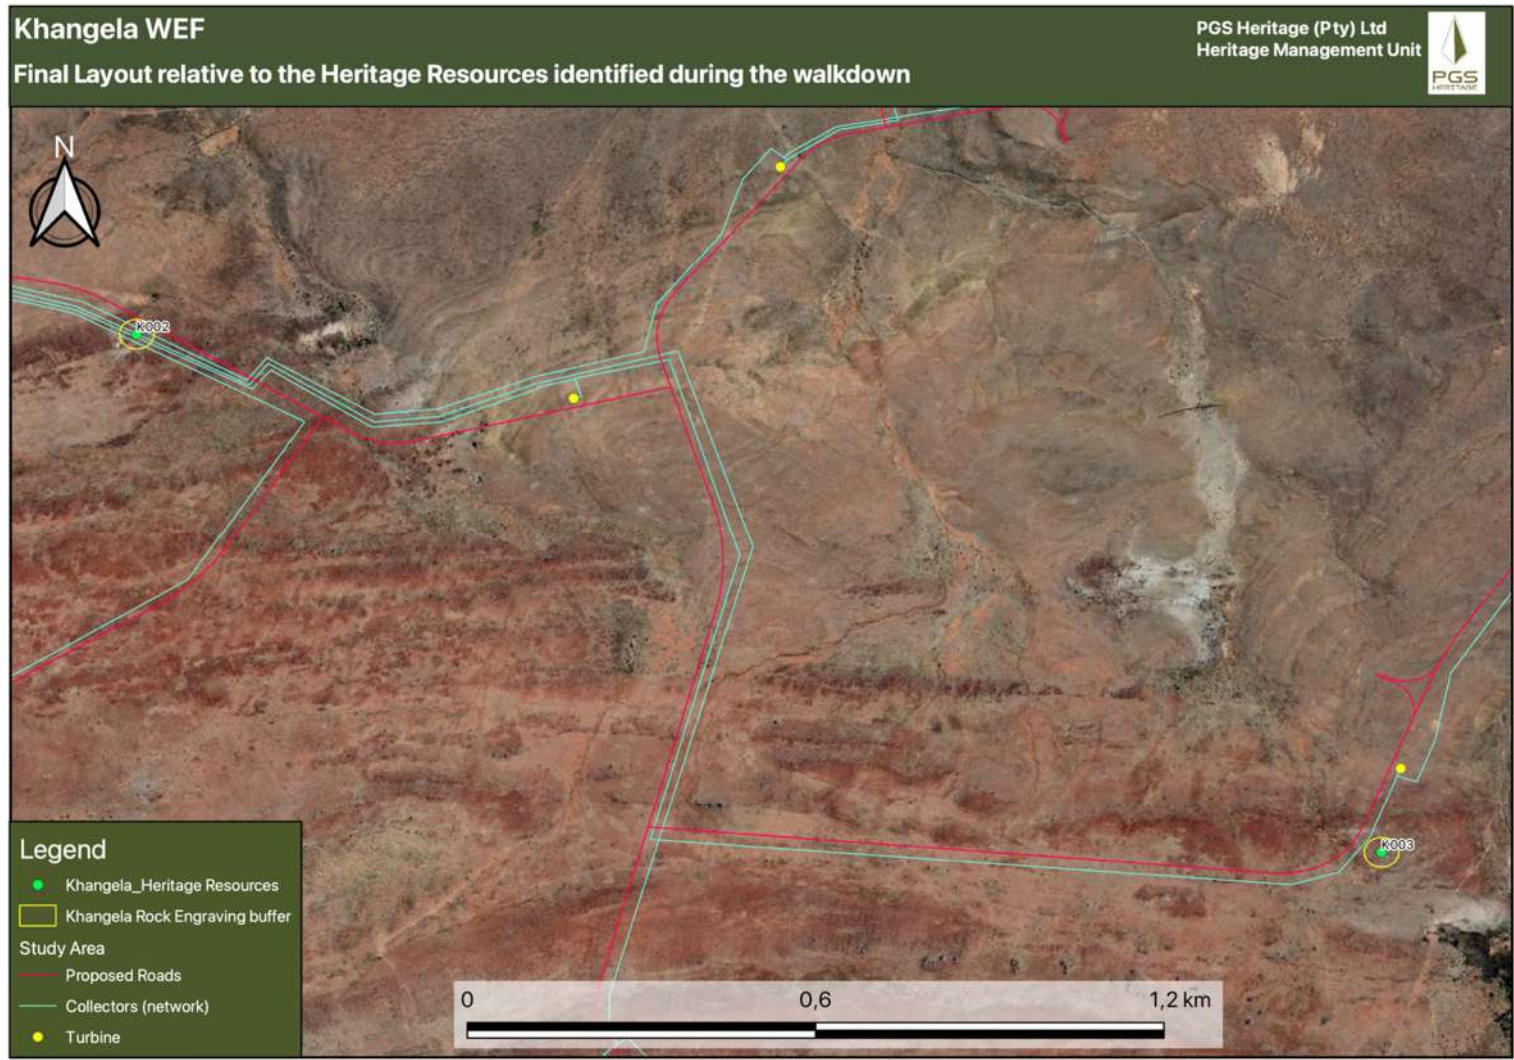 Khangela WEF
Final Layout relative to the Heritage Resources identified during the walkdown
PGS Heritage (Pty) Ltd
Heritage Management Unit
PGS
HERITAGE
N
K002
K003
Legend
Khangela_Heritage Resources
Khangela Rock Engraving buffer
Study Area
Proposed Roads
Collectors (network)
Turbine
0 0,6 1,2 km